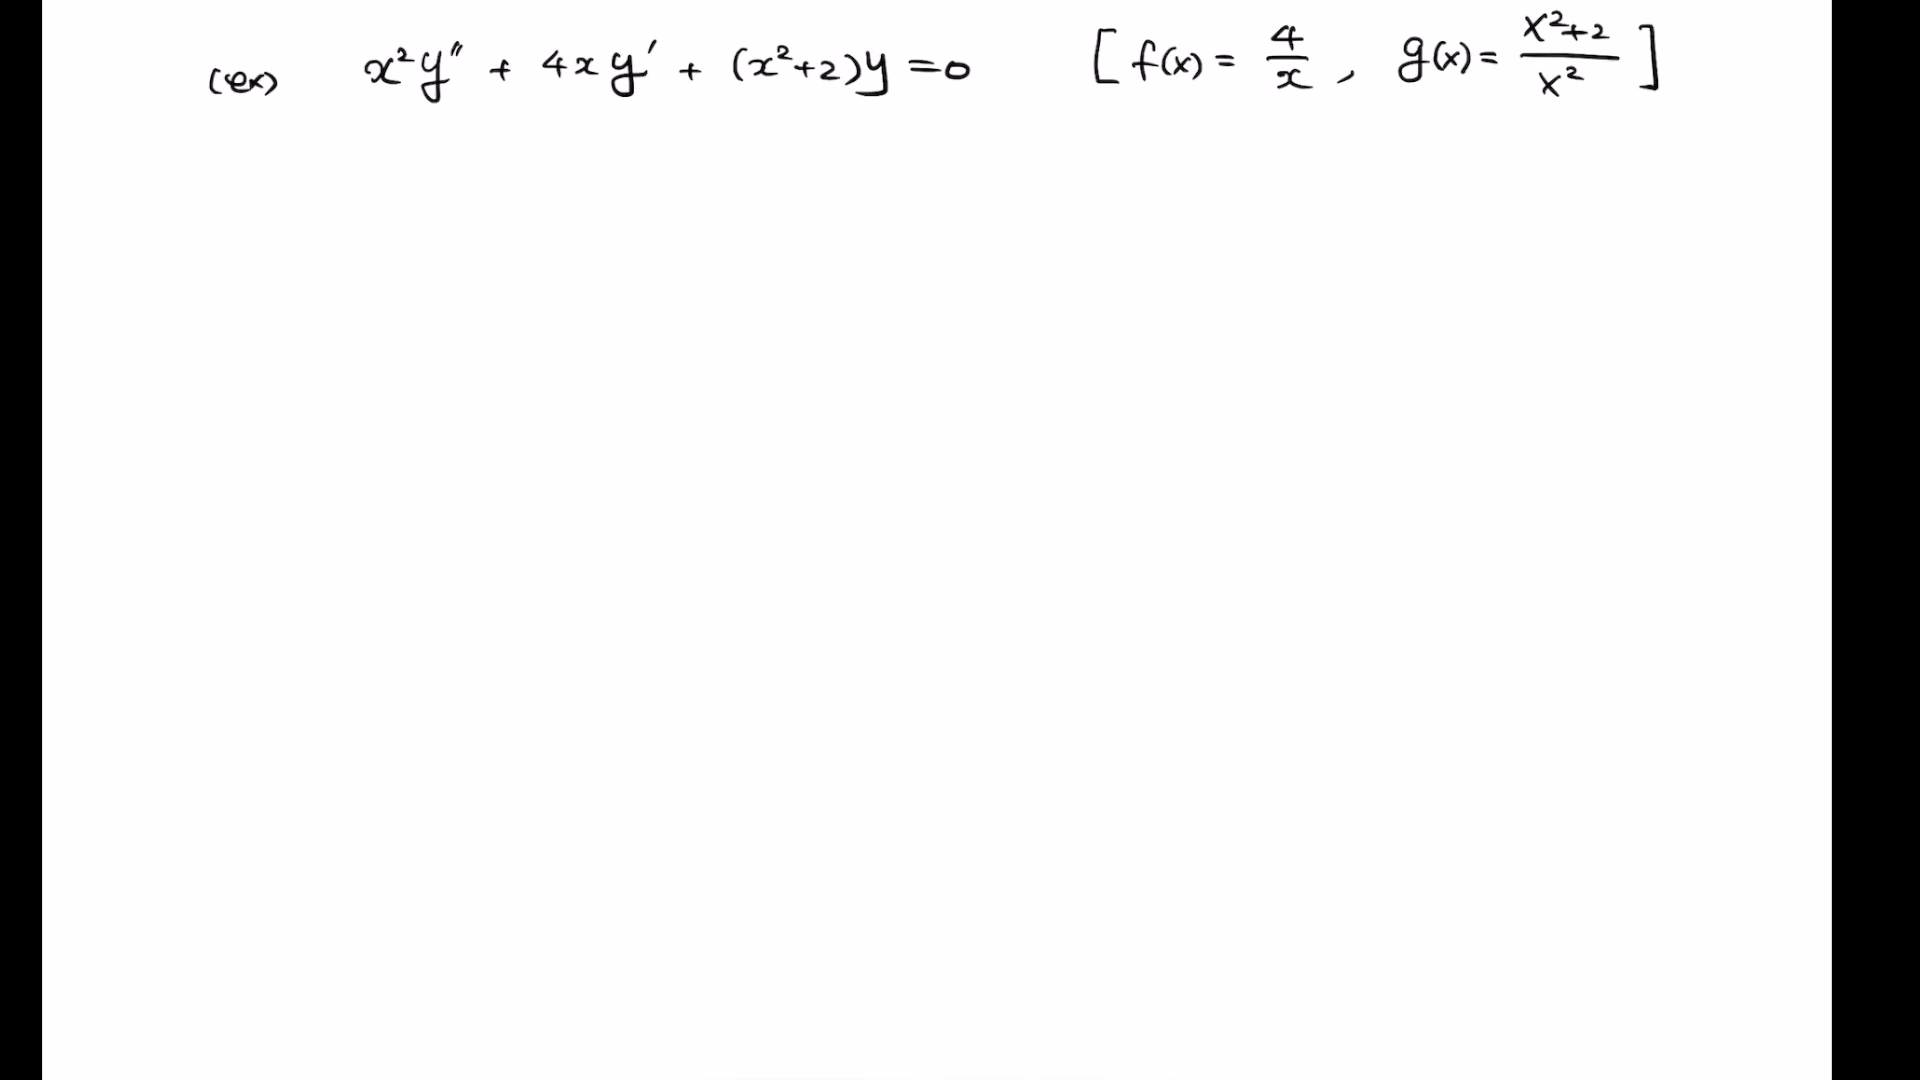 (ex) x²y″ + 4xy′ + (x²+2)y = 0 [ f(x) = 4/x , g(x) = (x²+2)/x² ]